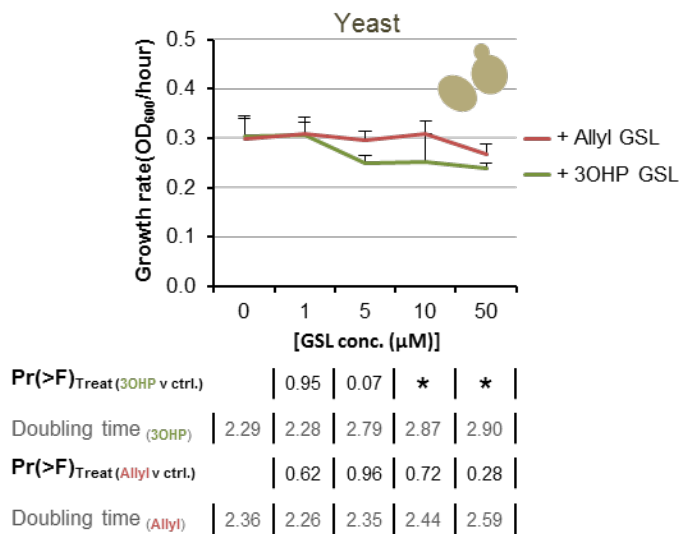 Yeast
Growth rate(OD600/hour)
0.5
0.4
0.3
0.2
0.1
0.0
+ Allyl GSL
+ 3OHP GSL
0 1 5 10 50
[GSL conc. (µM)]
Pr(>F)Treat (3OHP v ctrl.) 0.95 0.07 * *
Doubling time (3OHP) 2.29 2.28 2.79 2.87 2.90
Pr(>F)Treat (Allyl v ctrl.) 0.62 0.96 0.72 0.28
Doubling time (Allyl) 2.36 2.26 2.35 2.44 2.59